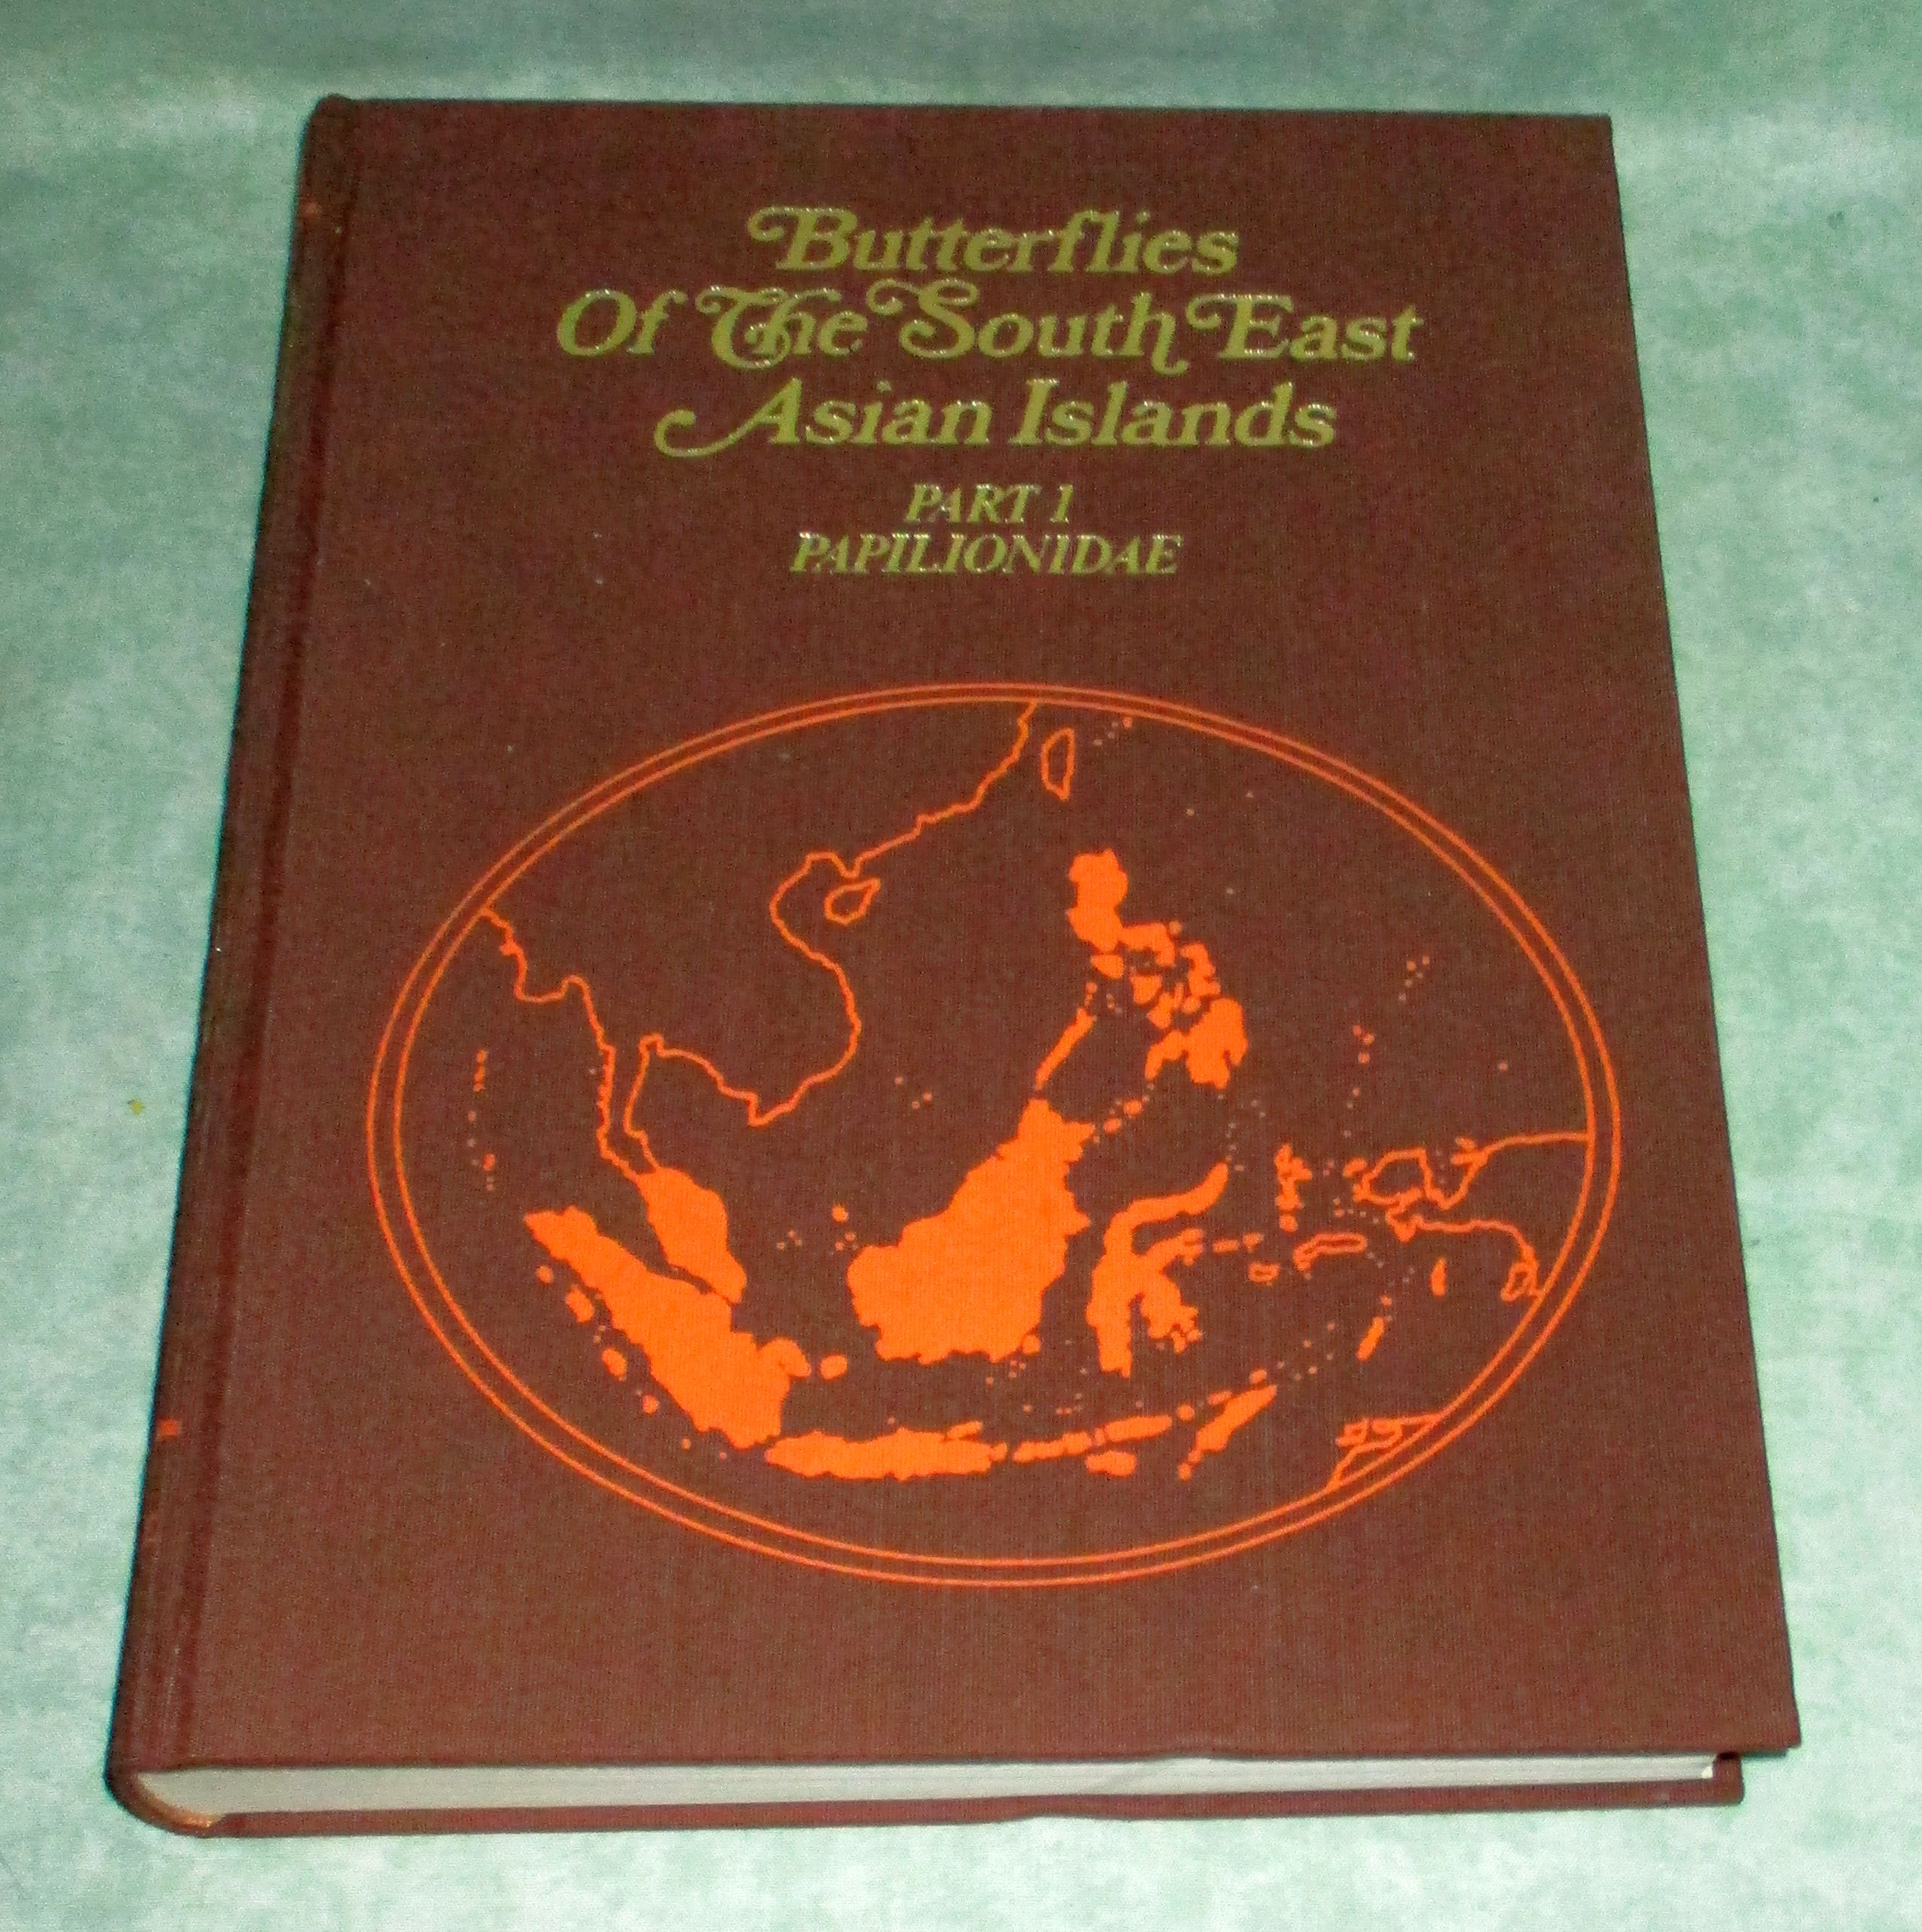 Butterflies
Of The South East
Asian Islands
PART 1
PAPILIONIDAE